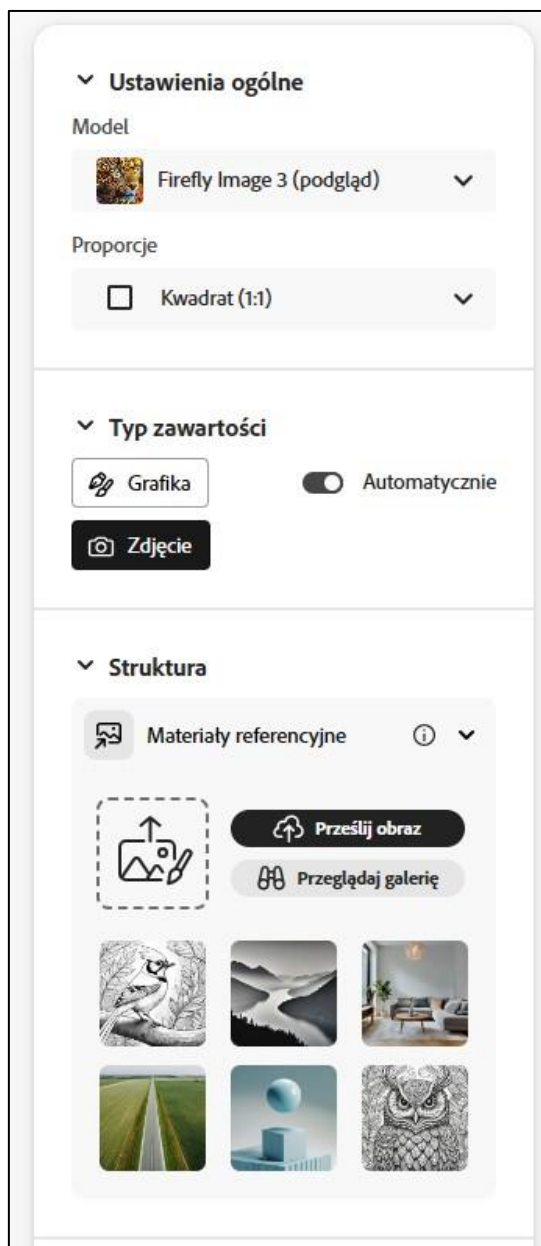 Ustawienia ogólne
Model
Firefly Image 3 (podgląd)
Proporcje
Kwadrat (1:1)
Typ zawartości
Grafika
Automatycznie
Zdjęcie
Struktura
Materiały referencyjne
Prześlij obraz
Przeglądaj galerię